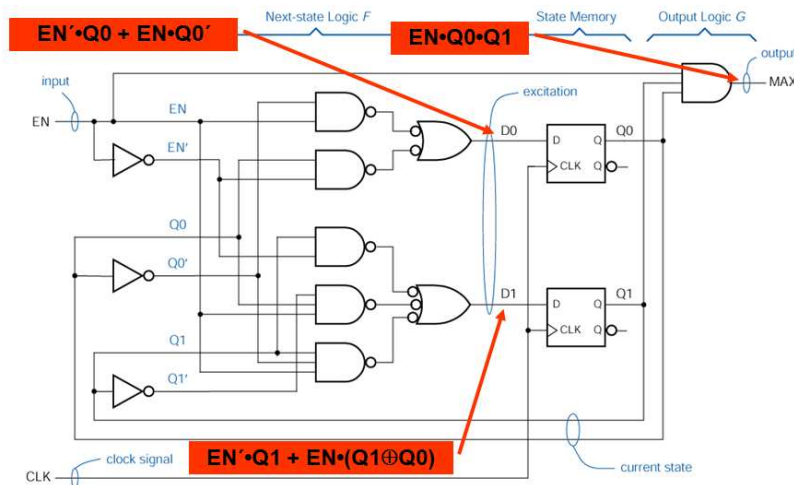 Next-state Logic F
State Memory
Output Logic G
EN´•Q0 + EN•Q0´
EN•Q0•Q1
output
MAX
input
EN
EN
excitation
EN'
D0
D Q
Q0
CLK Q
Q0
Q0'
D1
D Q
Q1
CLK Q
Q1
Q1'
EN´•Q1 + EN•(Q1⊕Q0)
CLK
clock signal
current state